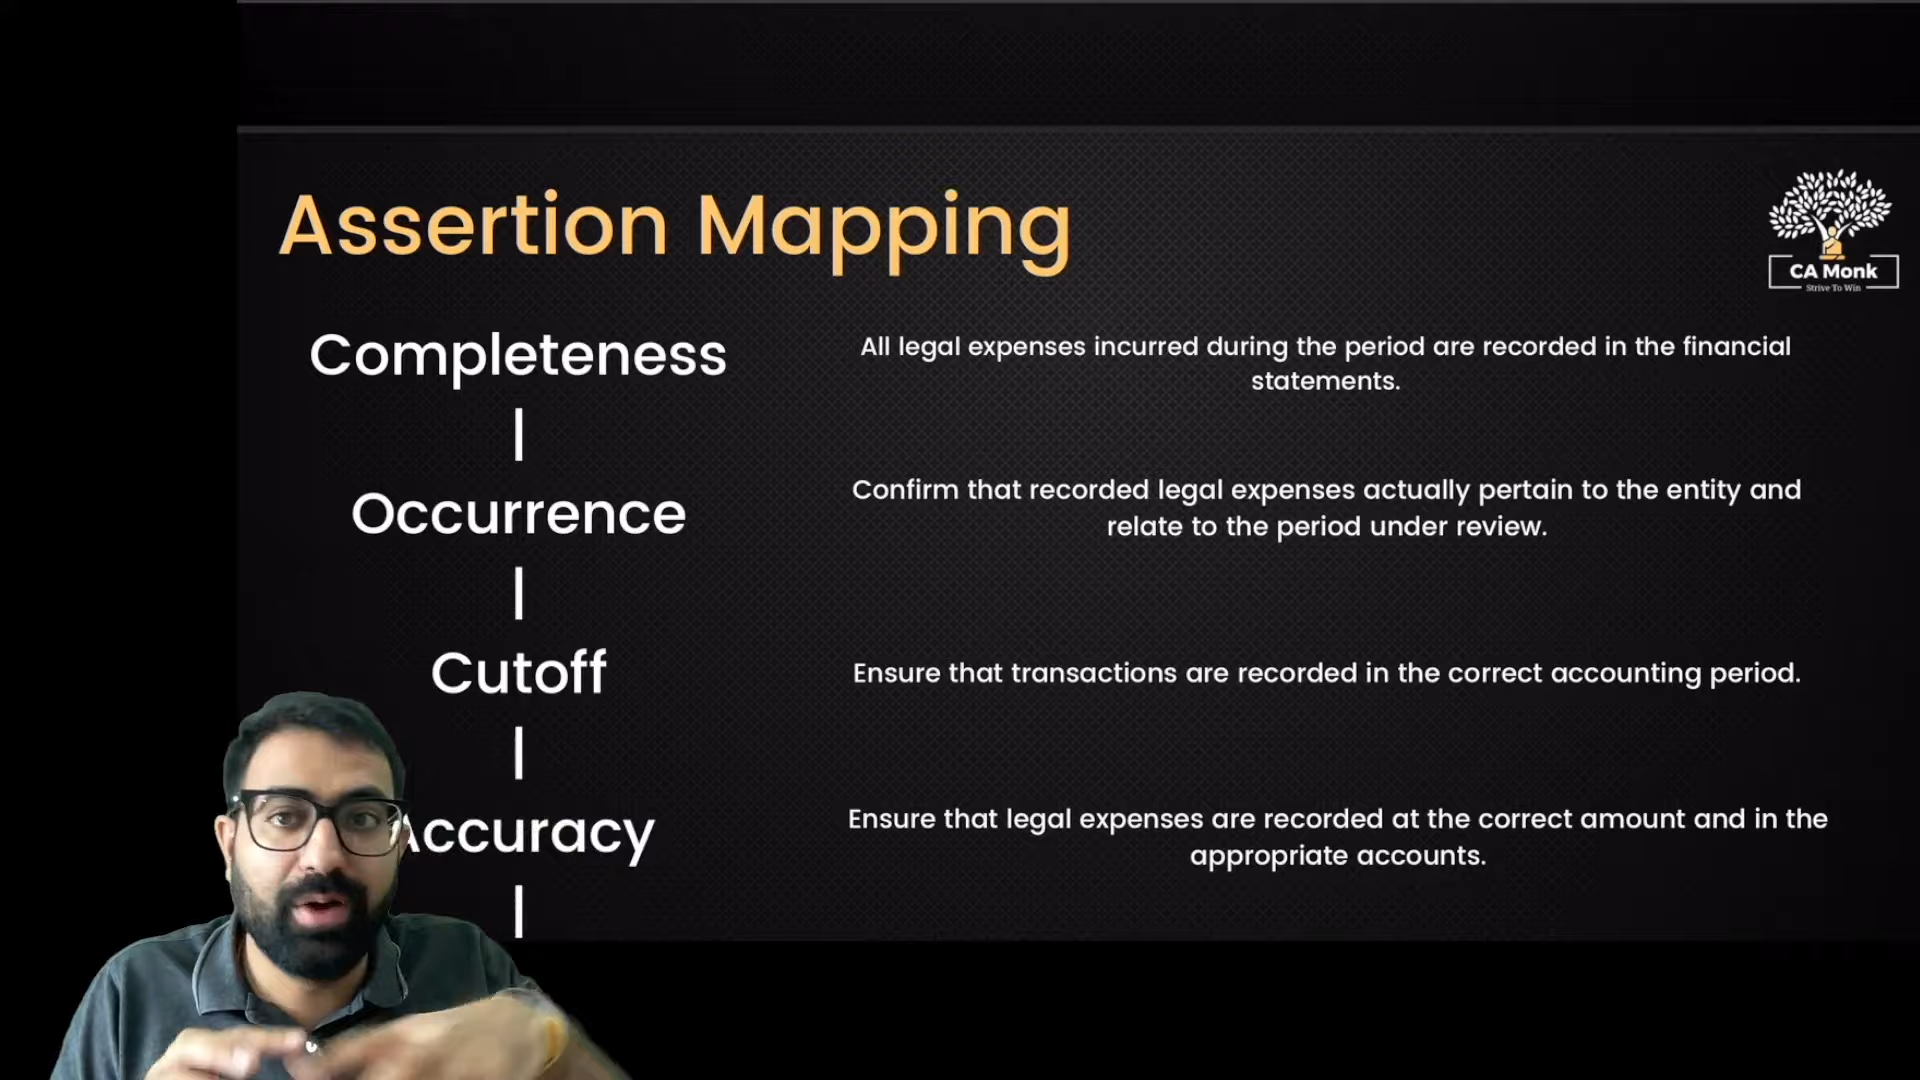 Assertion Mapping
CA Monk
Strive To Win
Completeness
All legal expenses incurred during the period are recorded in the financial
statements.
Occurrence
Confirm that recorded legal expenses actually pertain to the entity and
relate to the period under review.
Cutoff
Ensure that transactions are recorded in the correct accounting period.
Accuracy
Ensure that legal expenses are recorded at the correct amount and in the
appropriate accounts.